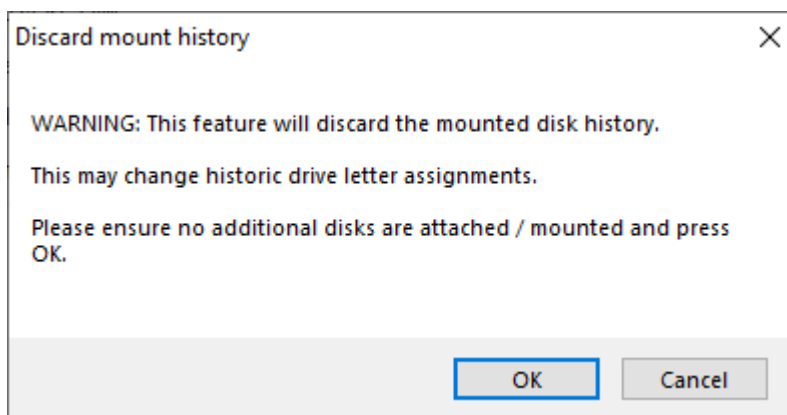 Discard mount history
WARNING: This feature will discard the mounted disk history.
This may change historic drive letter assignments.
Please ensure no additional disks are attached / mounted and press
OK.
OK
Cancel